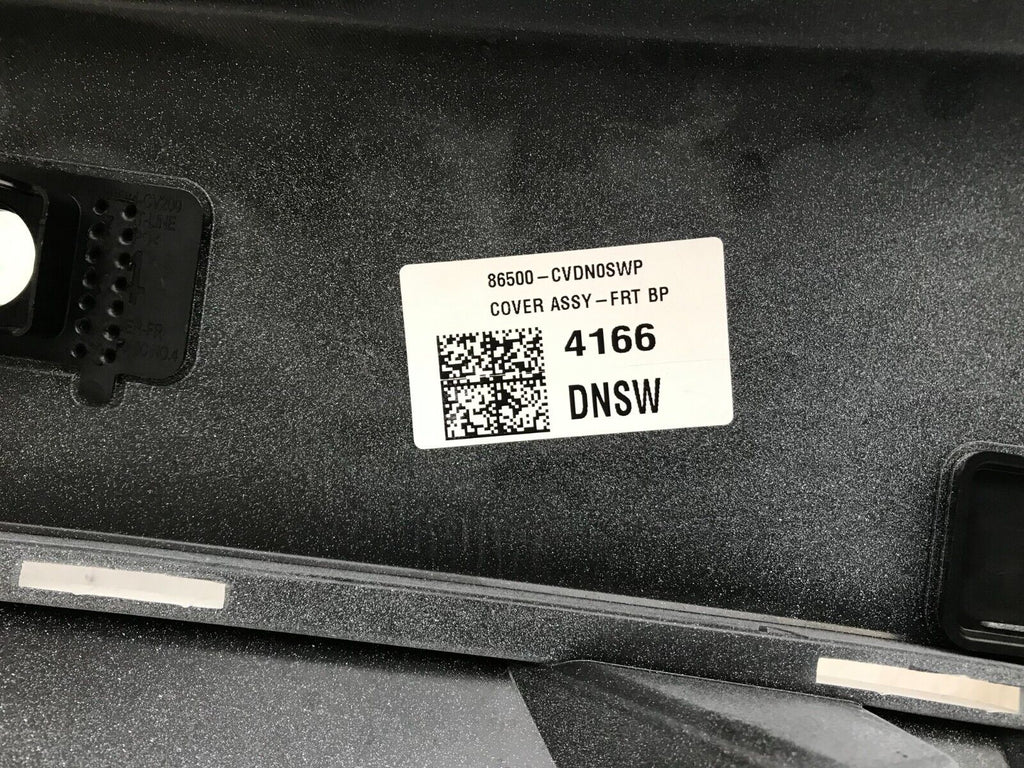 86500-CVDN0SWP
COVER ASSY-FRT BP
4166
DNSW